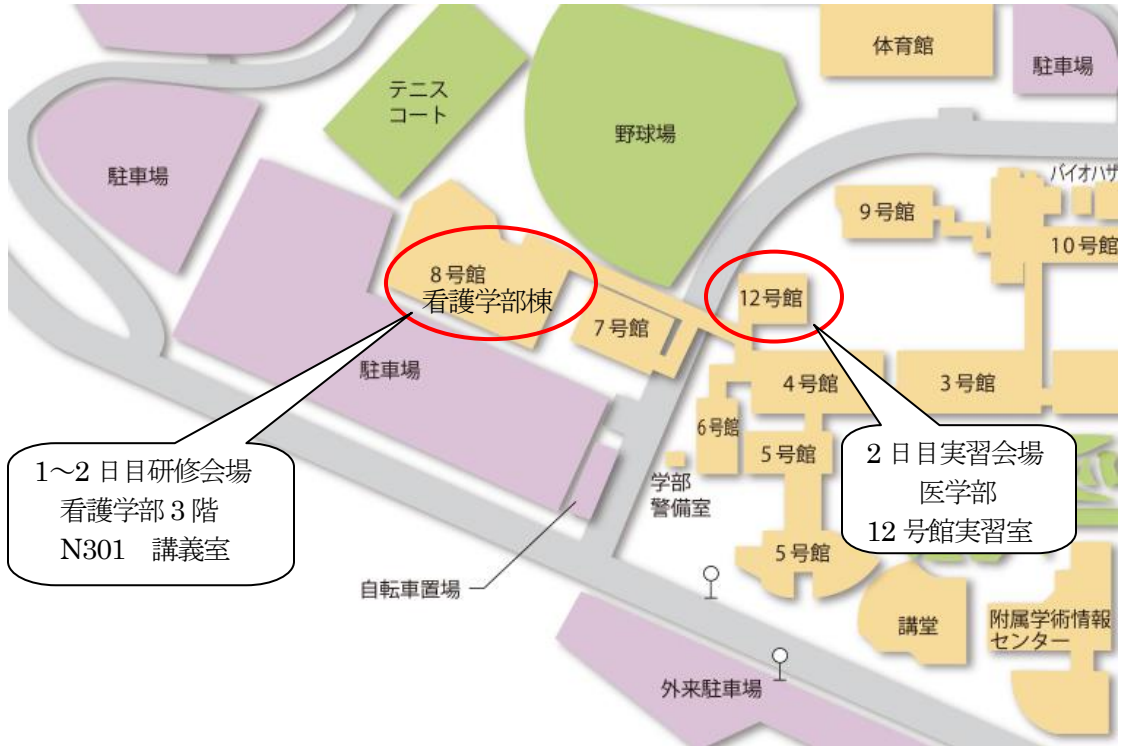 体育館
駐車場
テニス
コート
野球場
駐車場
バイオハザ
9号館
10号館
8号館
看護学部棟
12号館
7号館
駐車場
4号館
3号館
6号館
5号館
1～2日目研修会場
看護学部3階
N301　講義室
2日目実習会場
医学部
12号館実習室
学部
警備室
5号館
自転車置場
講堂
附属学術情報
センター
外来駐車場